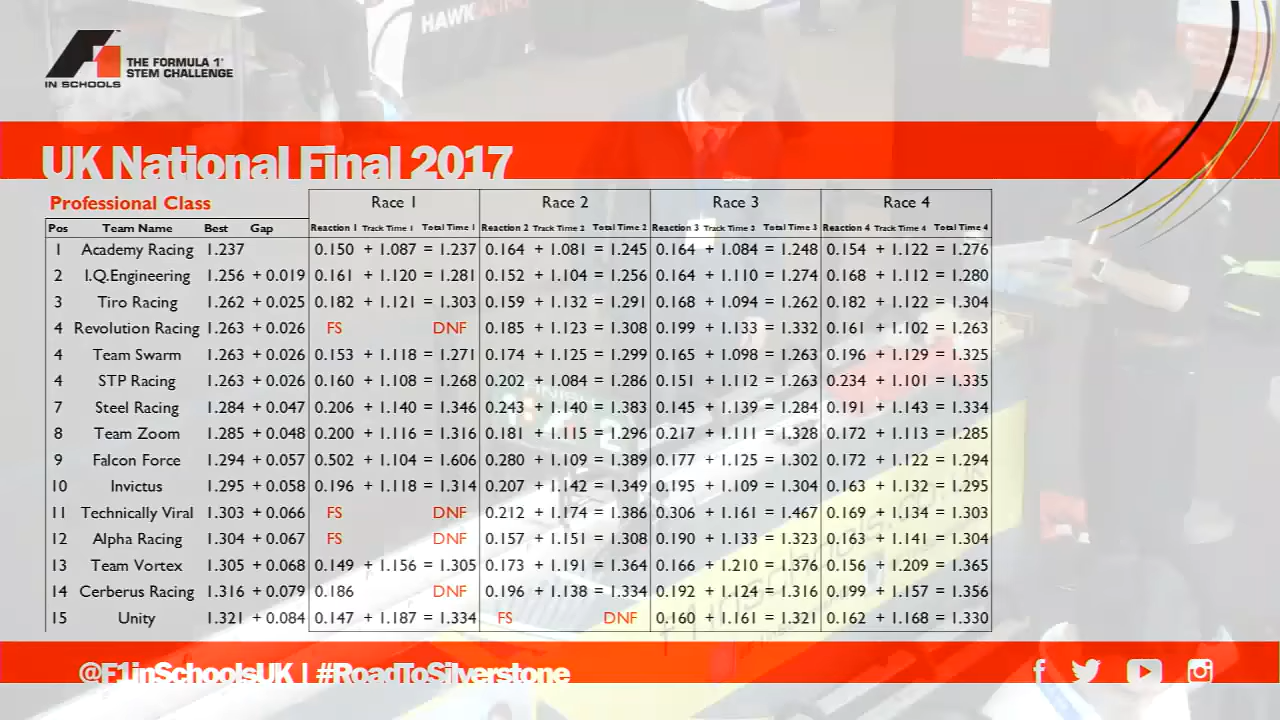 HAWK
THE FORMULA 1
STEM CHALLENGE
IN SCHOOLS
UK National Final 2017
Professional Class Race 1 Race 2 Race 3 Race 4
Pos Team Name Best Gap Reaction 1 Track Time 1 Total Time 1 Reaction 2 Track Time 2 Total Time 2 Reaction 3 Track Time 3 Total Time 3 Reaction 4 Track Time 4 Total Time 4
1 Academy Racing 1.237 0.150 + 1.087 = 1.237 0.164 + 1.081 = 1.245 0.164 + 1.084 = 1.248 0.154 + 1.122 = 1.276
2 I.Q.Engineering 1.256 + 0.019 0.161 + 1.120 = 1.281 0.152 + 1.104 = 1.256 0.164 + 1.110 = 1.274 0.168 + 1.112 = 1.280
3 Tiro Racing 1.262 + 0.025 0.182 + 1.121 = 1.303 0.159 + 1.132 = 1.291 0.168 + 1.094 = 1.262 0.182 + 1.122 = 1.304
4 Revolution Racing 1.263 + 0.026 FS DNF 0.185 + 1.123 = 1.308 0.199 + 1.133 = 1.332 0.161 + 1.102 = 1.263
4 Team Swarm 1.263 + 0.026 0.153 + 1.118 = 1.271 0.174 + 1.125 = 1.299 0.165 + 1.098 = 1.263 0.196 + 1.129 = 1.325
4 STP Racing 1.263 + 0.026 0.160 + 1.108 = 1.268 0.202 + 1.084 = 1.286 0.151 + 1.112 = 1.263 0.234 + 1.101 = 1.335
7 Steel Racing 1.284 + 0.047 0.206 + 1.140 = 1.346 0.243 + 1.140 = 1.383 0.145 + 1.139 = 1.284 0.191 + 1.143 = 1.334
8 Team Zoom 1.285 + 0.048 0.200 + 1.116 = 1.316 0.181 + 1.115 = 1.296 0.217 + 1.111 = 1.328 0.172 + 1.113 = 1.285
9 Falcon Force 1.294 + 0.057 0.502 + 1.104 = 1.606 0.280 + 1.109 = 1.389 0.177 + 1.125 = 1.302 0.172 + 1.122 = 1.294
10 Invictus 1.295 + 0.058 0.196 + 1.118 = 1.314 0.207 + 1.142 = 1.349 0.195 + 1.109 = 1.304 0.163 + 1.132 = 1.295
11 Technically Viral 1.303 + 0.066 FS DNF 0.212 + 1.174 = 1.386 0.306 + 1.161 = 1.467 0.169 + 1.134 = 1.303
12 Alpha Racing 1.304 + 0.067 FS DNF 0.157 + 1.151 = 1.308 0.190 + 1.133 = 1.323 0.163 + 1.141 = 1.304
13 Team Vortex 1.305 + 0.068 0.149 + 1.156 = 1.305 0.173 + 1.191 = 1.364 0.166 + 1.210 = 1.376 0.156 + 1.209 = 1.365
14 Cerberus Racing 1.316 + 0.079 0.186 DNF 0.196 + 1.138 = 1.334 0.192 + 1.124 = 1.316 0.199 + 1.157 = 1.356
15 Unity 1.321 + 0.084 0.147 + 1.187 = 1.334 FS DNF 0.160 + 1.161 = 1.321 0.162 + 1.168 = 1.330
@F1inSchoolsUK | #RoadToSilverstone